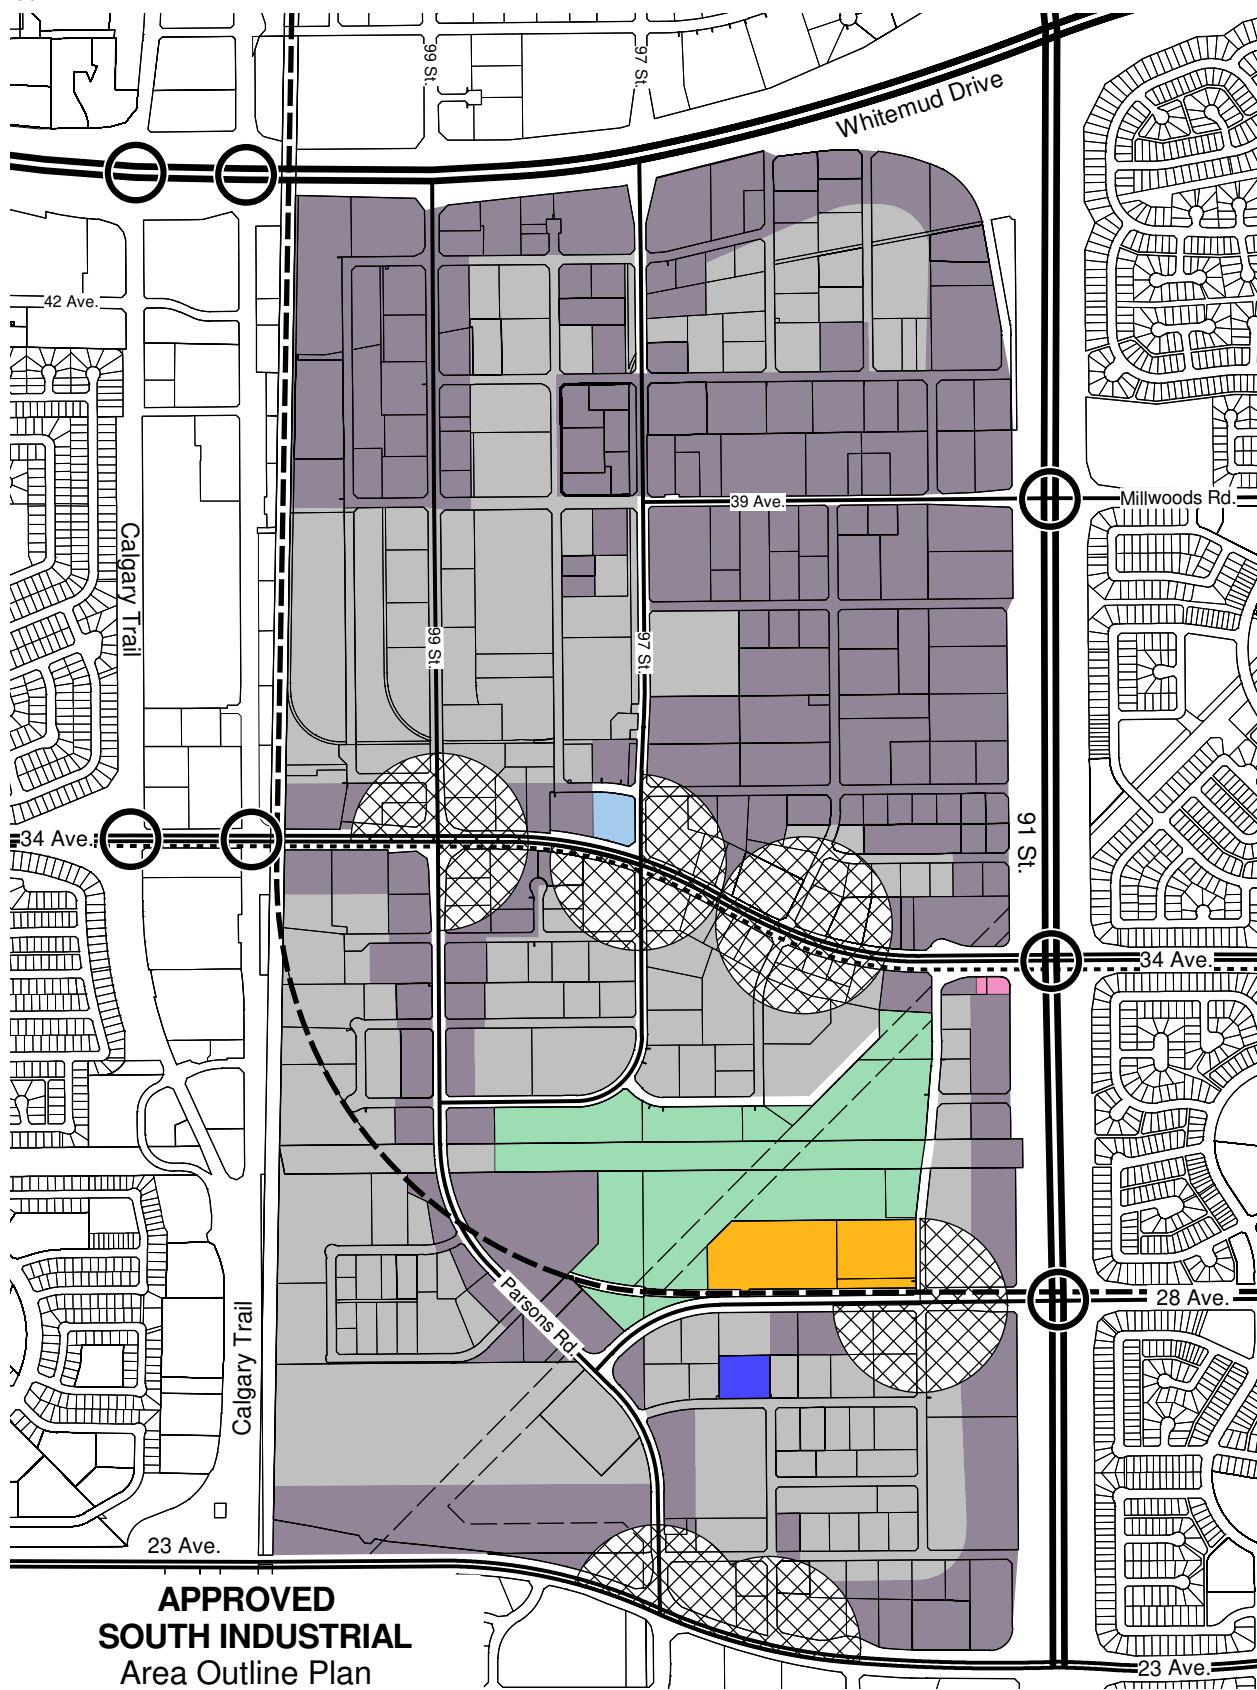 99 St.
97 St.
Whitemud Drive
42 Ave.
39 Ave.
Millwoods Rd.
Calgary Trail
99 St.
97 St.
34 Ave.
91 St.
34 Ave.
Parsons Rd.
28 Ave.
Calgary Trail
23 Ave.
APPROVED
SOUTH INDUSTRIAL
Area Outline Plan
23 Ave.